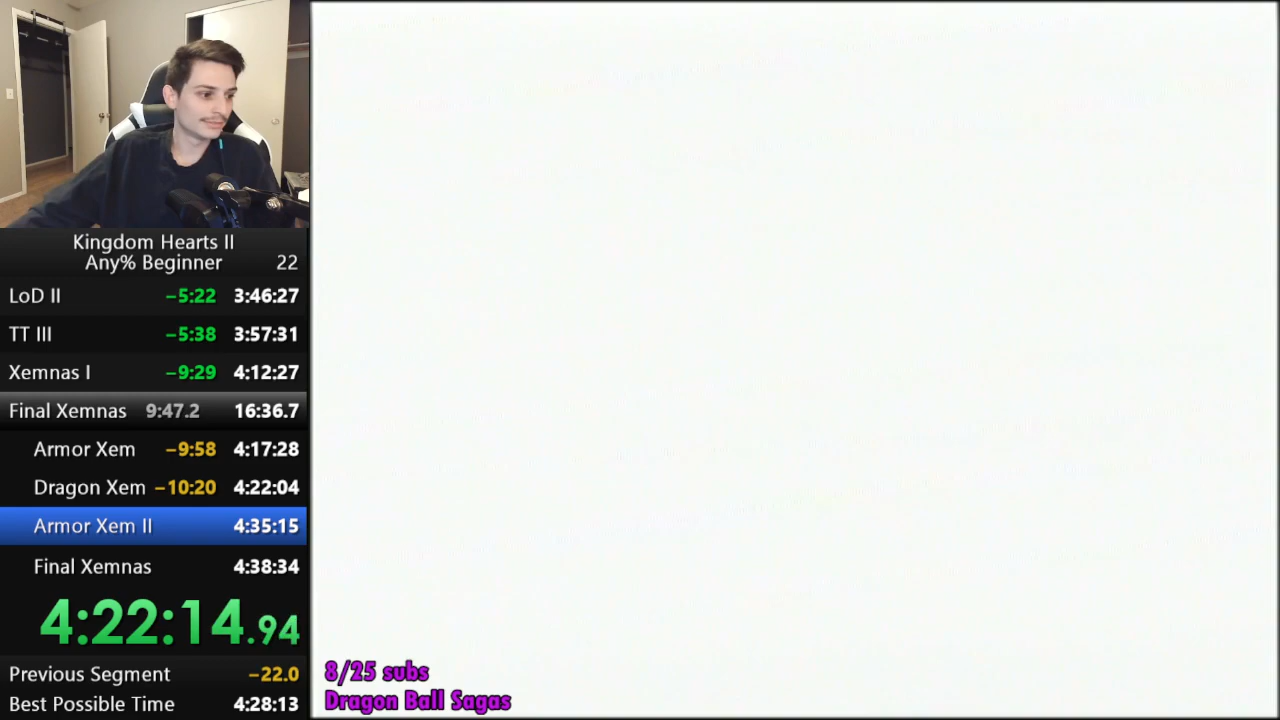 Kingdom Hearts II
Any% Beginner 22
LoD II -5:22 3:46:27
TT III -5:38 3:57:31
Xemnas I -9:29 4:12:27
Final Xemnas 9:47.2 16:36.7
Armor Xem -9:58 4:17:28
Dragon Xem -10:20 4:22:04
Armor Xem II 4:35:15
Final Xemnas 4:38:34
4:22:14.94
Previous Segment -22.0
Best Possible Time 4:28:13
8/25 subs
Dragon Ball Sagas